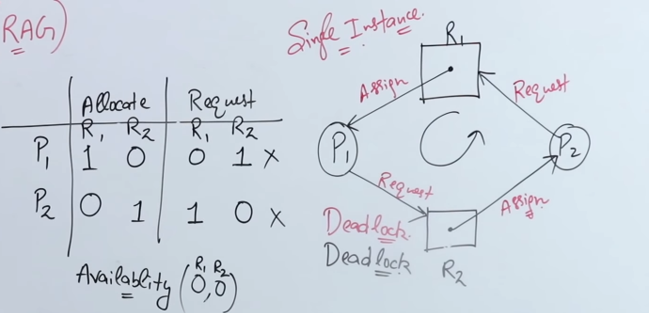 RAG)
Single Instance.
Allocate Request
R₁ R₂ R₁ R₂
P₁ 1 0 0 1 x
P₂ 0 1 1 0 x
R₁ R₂
Availablity (0,0)
R₁
Assign
Request
P₁
P₂
Request
Assign
Deadlock.
Deadlock
R₂